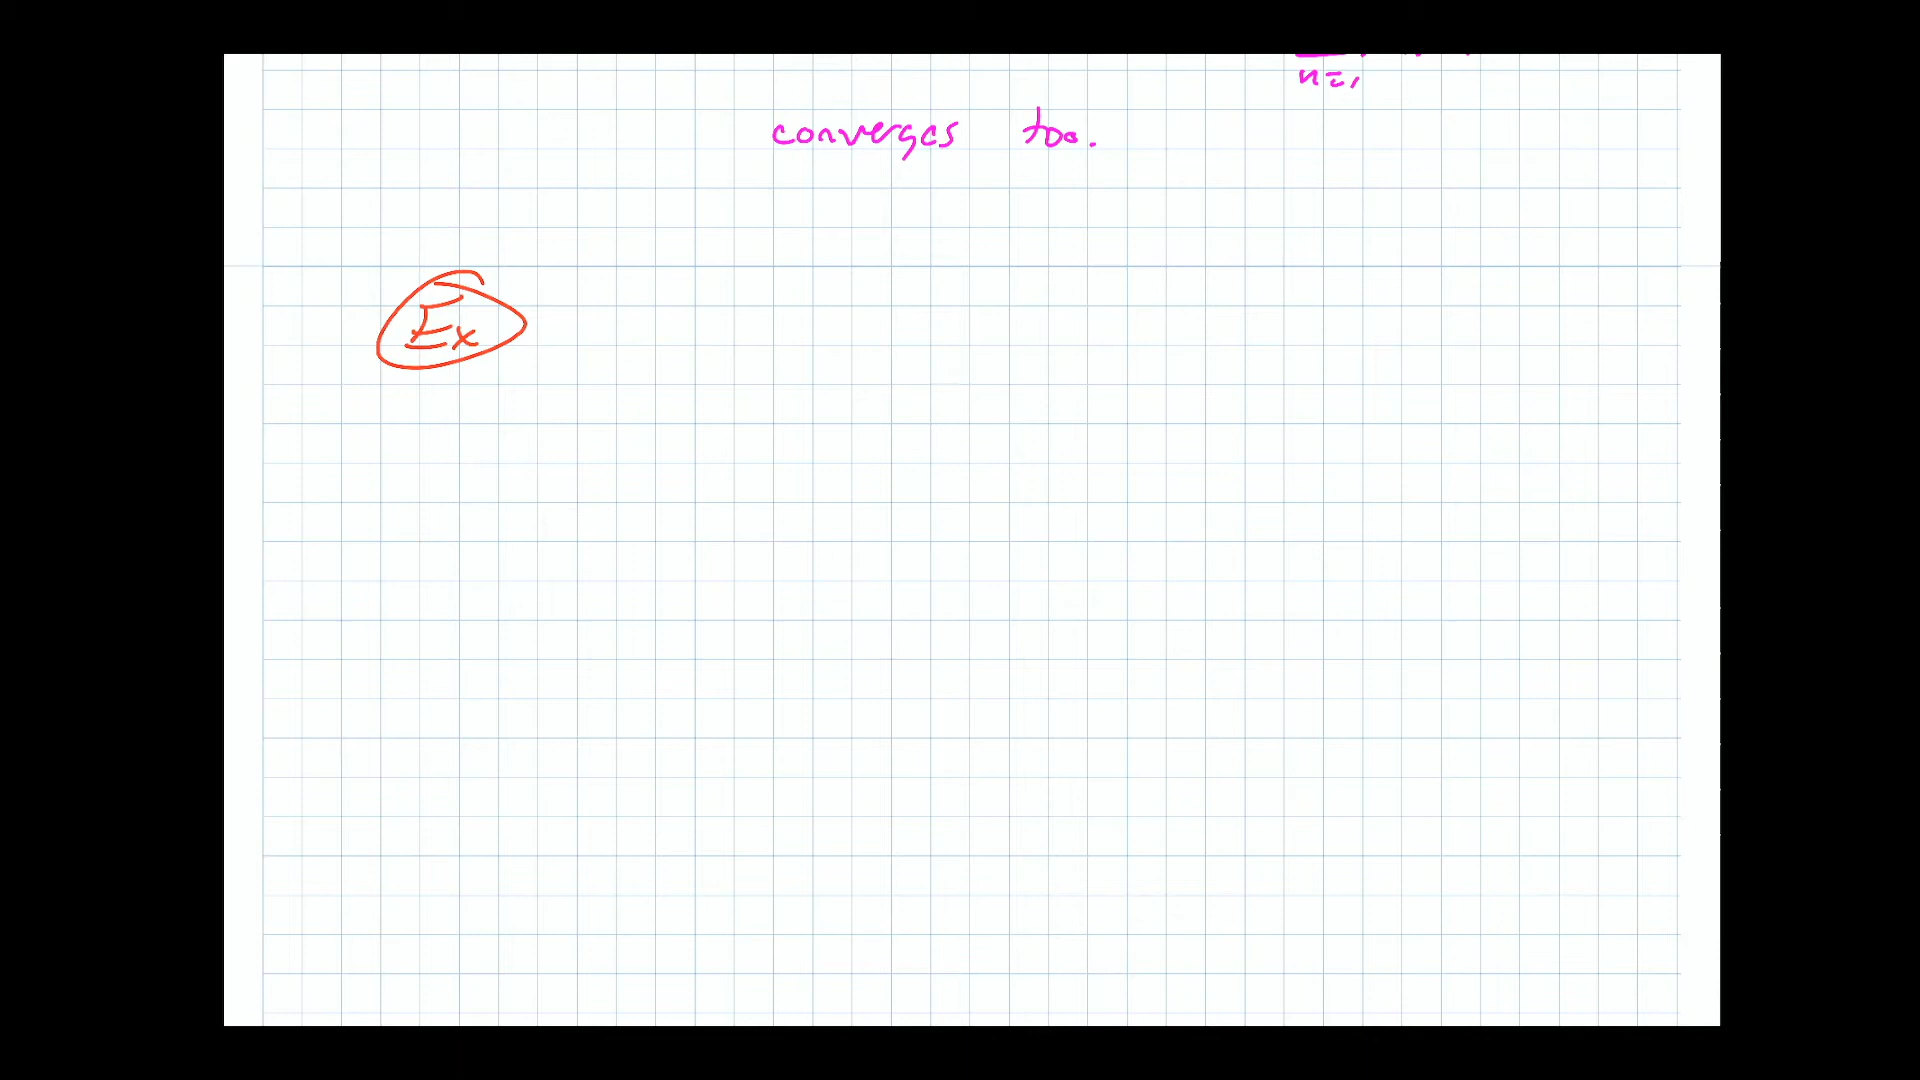 n=1
converges too.
Ex